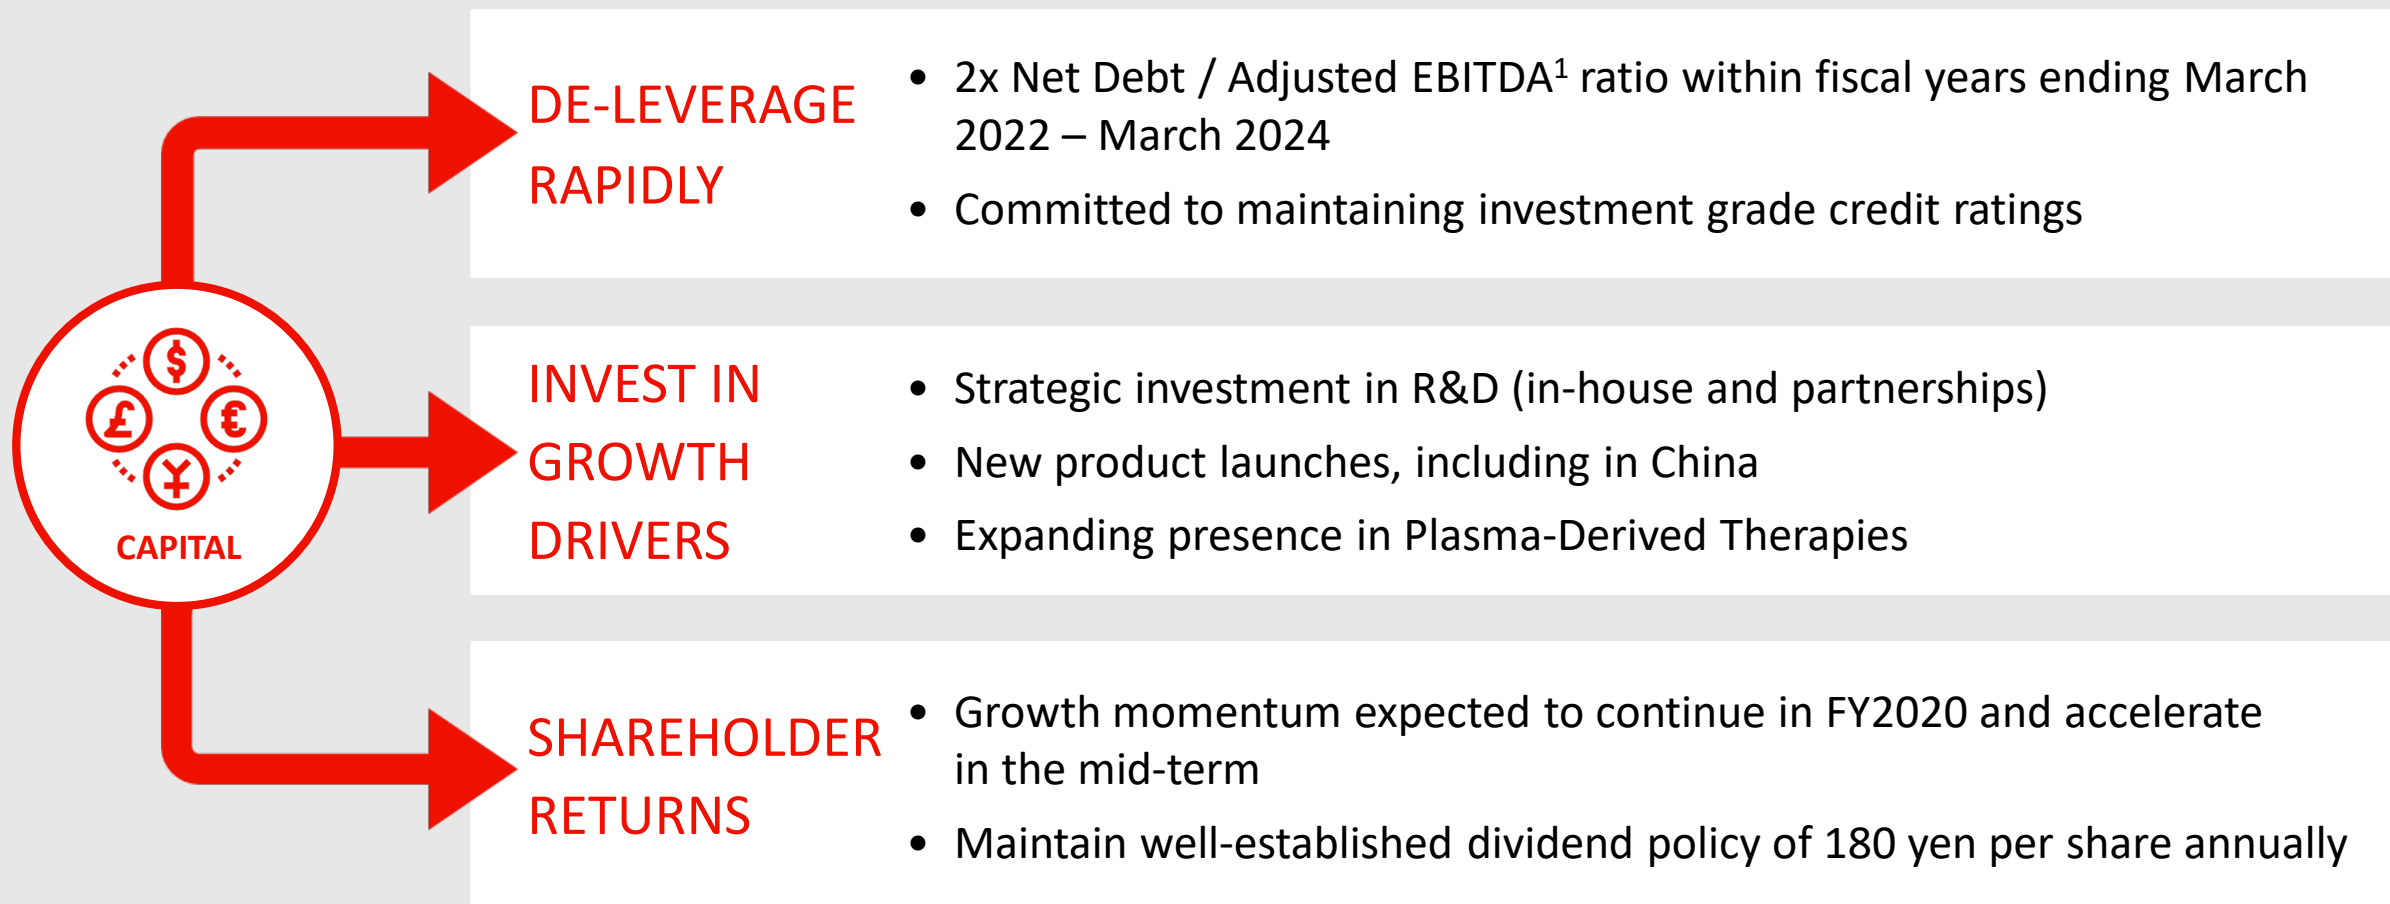 DE-LEVERAGE
RAPIDLY
• 2x Net Debt / Adjusted EBITDA¹ ratio within fiscal years ending March
2022 – March 2024
• Committed to maintaining investment grade credit ratings
$
£
€
¥
CAPITAL
INVEST IN
GROWTH
DRIVERS
• Strategic investment in R&D (in-house and partnerships)
• New product launches, including in China
• Expanding presence in Plasma-Derived Therapies
SHAREHOLDER
RETURNS
• Growth momentum expected to continue in FY2020 and accelerate
in the mid-term
• Maintain well-established dividend policy of 180 yen per share annually